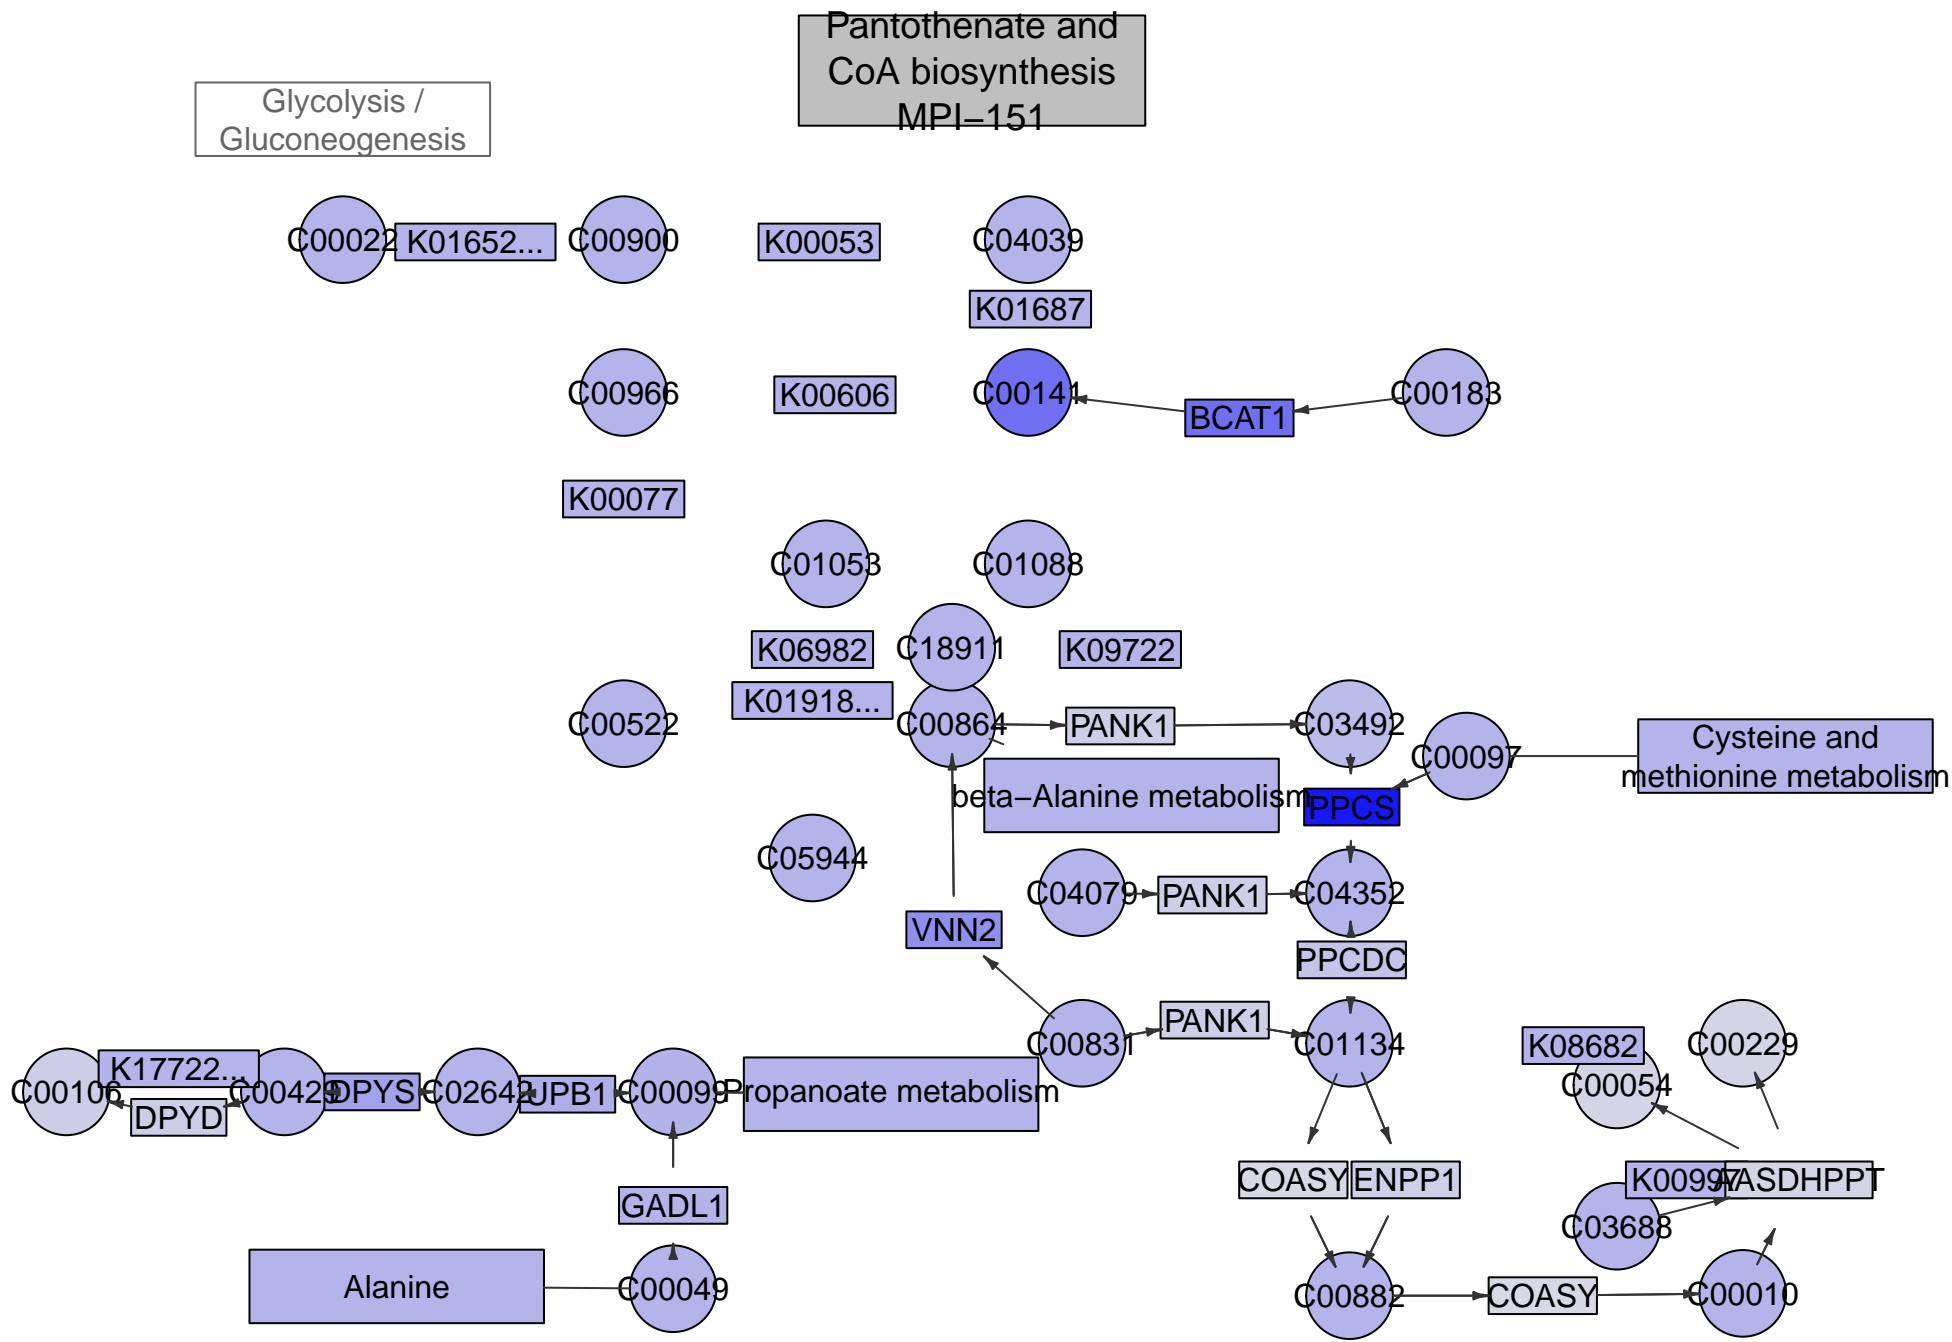 Pantothenate and
CoA biosynthesis
MPI−151
Glycolysis /
Gluconeogenesis
C00022
K01652...
C00900
K00053
C04039
K01687
C00966
K00606
C00141
BCAT1
C00183
K00077
C01053
C01088
K06982
C18911
K09722
K01918...
C00522
C00864
PANK1
C03492
C00097
Cysteine and
methionine metabolism
beta−Alanine metabolism
PPCS
C05944
C04079
PANK1
C04352
VNN2
PPCDC
C00831
PANK1
C01134
K08682
C00229
C00054
K17722...
C00106
DPYD
C00429
DPYS
C02642
UPB1
C00099
Propanoate metabolism
COASY
ENPP1
K00997
AASDHPPT
GADL1
C03688
Alanine
C00049
C00882
COASY
C00010